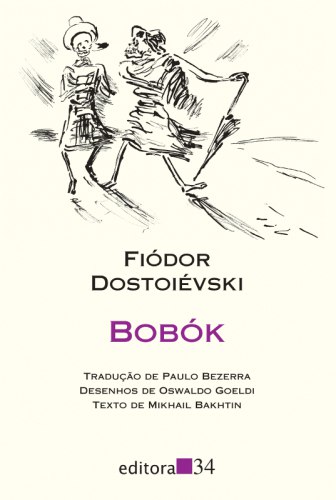 FIÓDOR
DOSTOIÉVSKI
BOBÓK
TRADUÇÃO DE PAULO BEZERRA
DESENHOS DE OSWALDO GOELDI
TEXTO DE MIKHAIL BAKHTIN
editora 34